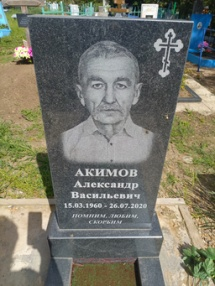 АКИМОВ
Александр
Васильевич
15.03.1960 - 26.07.2020
ПОМНИМ, ЛЮБИМ,
СКОРБИМ